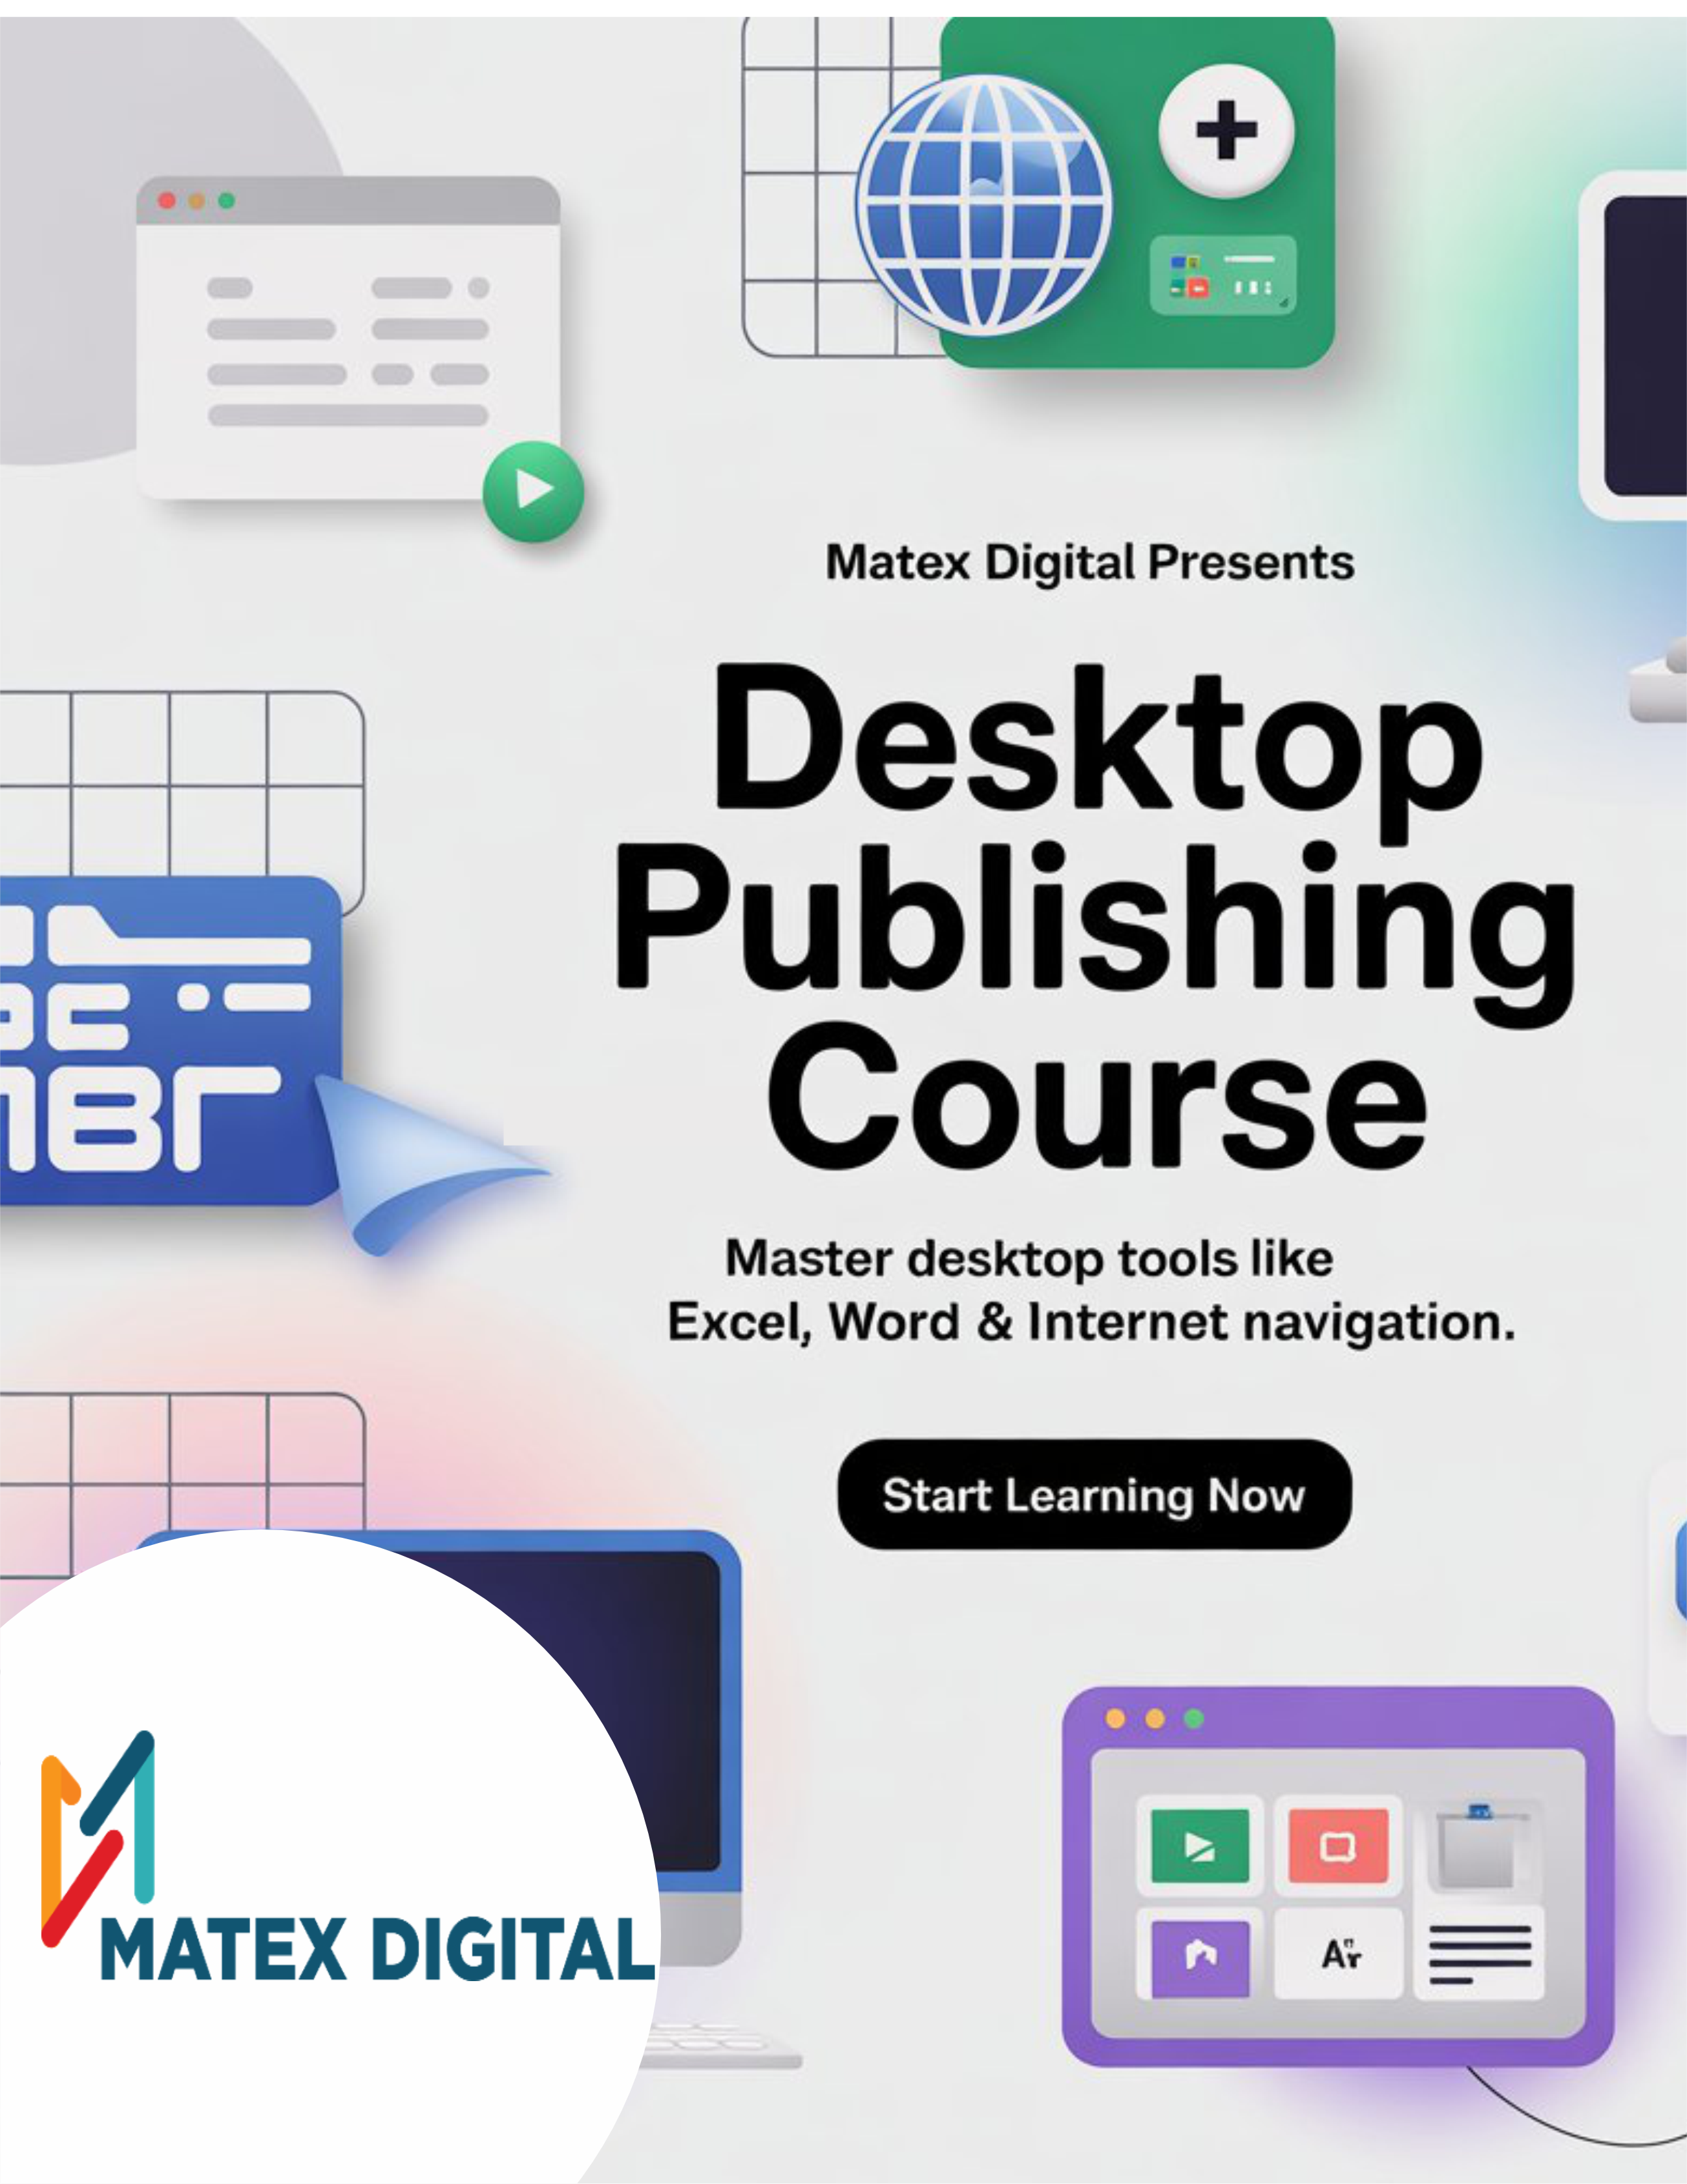 Matex Digital Presents
Desktop
Publishing
Course
Master desktop tools like
Excel, Word & Internet navigation.
Start Learning Now
MATEX DIGITAL